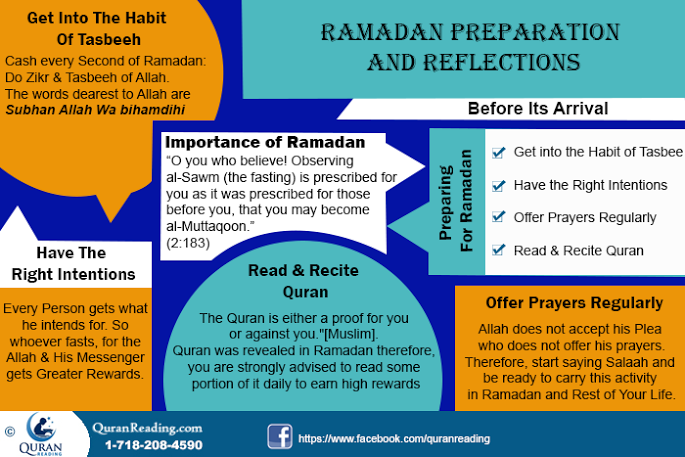 Get Into The Habit
Of Tasbeeh
Cash every Second of Ramadan:
Do Zikr & Tasbeeh of Allah.
The words dearest to Allah are
Subhan Allah Wa bihamdihi
RAMADAN PREPARATION
AND REFLECTIONS
Before Its Arrival
Importance of Ramadan
“O you who believe! Observing
al-Sawm (the fasting) is prescribed for
you as it was prescribed for those
before you, that you may become
al-Muttaqoon.”
(2:183)
Preparing
For Ramadan
Get into the Habit of Tasbee
Have the Right Intentions
Offer Prayers Regularly
Read & Recite Quran
Have The
Right Intentions
Every Person gets what
he intends for. So
whoever fasts, for the
Allah & His Messenger
gets Greater Rewards.
Read & Recite
Quran
The Quran is either a proof for you
or against you."[Muslim].
Quran was revealed in Ramadan therefore,
you are strongly advised to read some
portion of it daily to earn high rewards
Offer Prayers Regularly
Allah does not accept his Plea
who does not offer his prayers.
Therefore, start saying Salaah and
be ready to carry this activity
in Ramadan and Rest of Your Life.
©
QURAN
READING
QuranReading.com
1-718-208-4590
f
https://www.facebook.com/quranreading